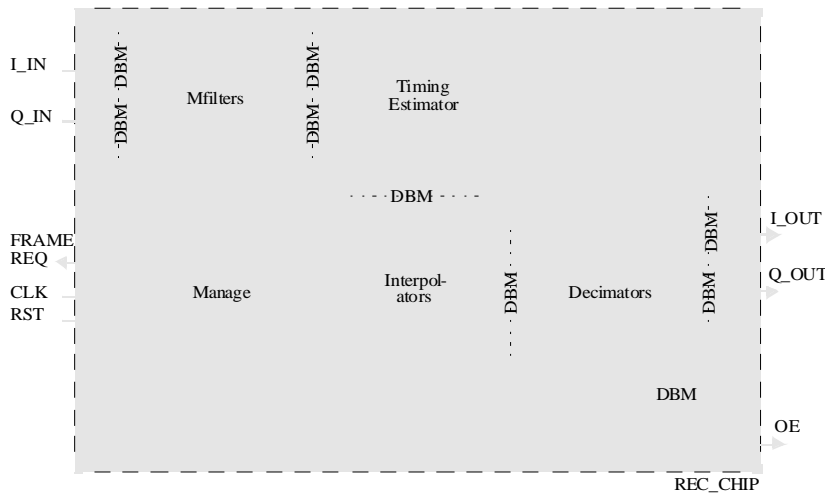 I_IN
Q_IN
DBM
DBM
Mfilters
DBM
DBM
Timing
Estimator
DBM
FRAME
REQ
CLK
RST
Manage
Interpol-
ators
DBM
Decimators
DBM
DBM
I_OUT
Q_OUT
DBM
OE
REC_CHIP